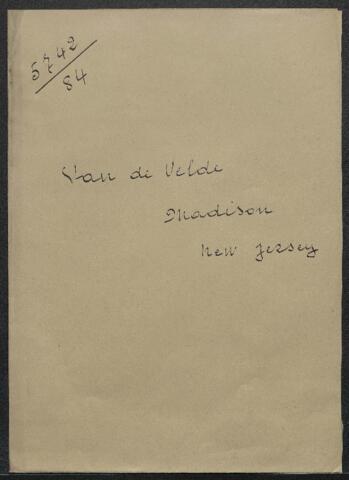 5742
84
Van de Velde
Madison
New Jersey